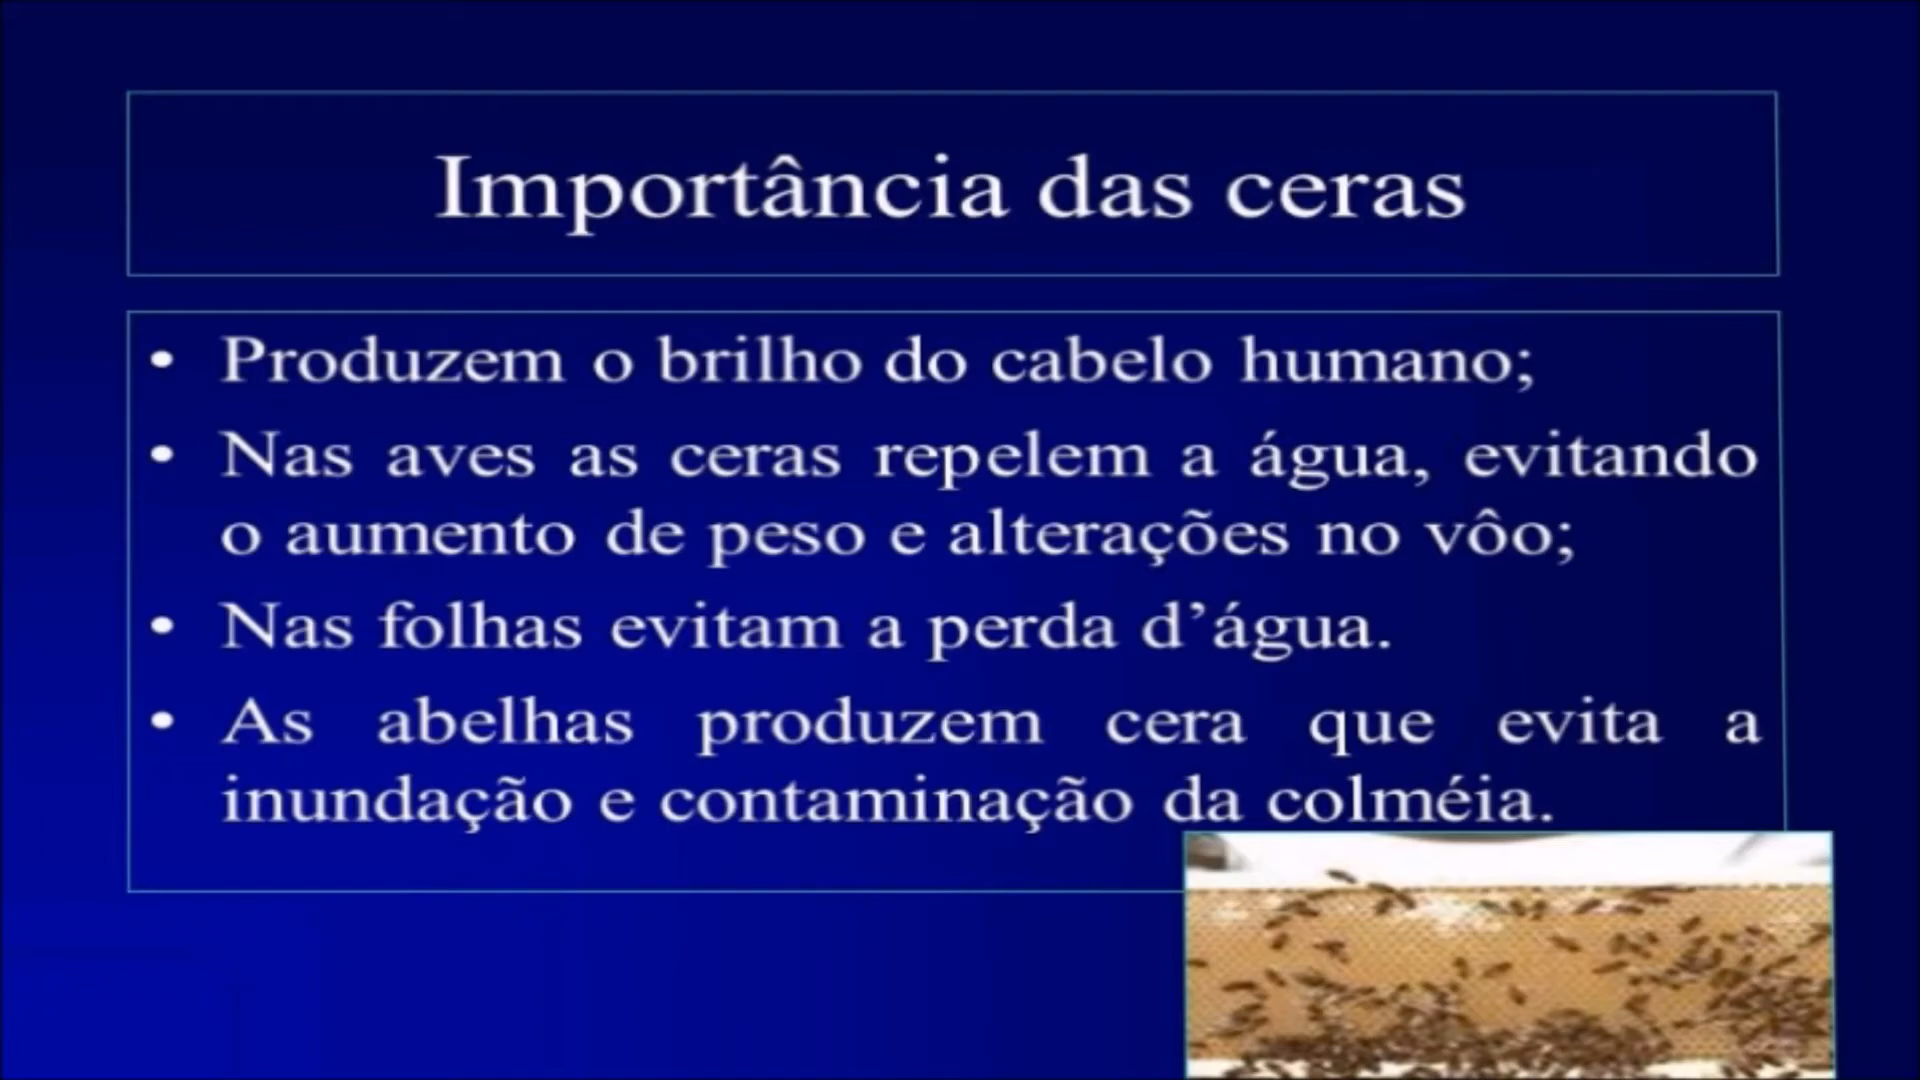 Importância das ceras
• Produzem o brilho do cabelo humano;
• Nas aves as ceras repelem a água, evitando
o aumento de peso e alterações no vôo;
• Nas folhas evitam a perda d’água.
• As abelhas produzem cera que evita a
inundação e contaminação da colméia.